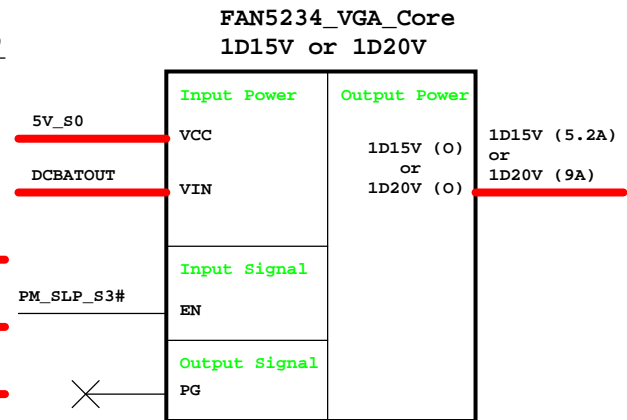 FAN5234_VGA_Core
1D15V or 1D20V
Input Power
Output Power
5V_S0
VCC
1D15V (O)
or
1D20V (O)
1D15V (5.2A)
or
1D20V (9A)
DCBATOUT
VIN
Input Signal
PM_SLP_S3#
EN
Output Signal
PG